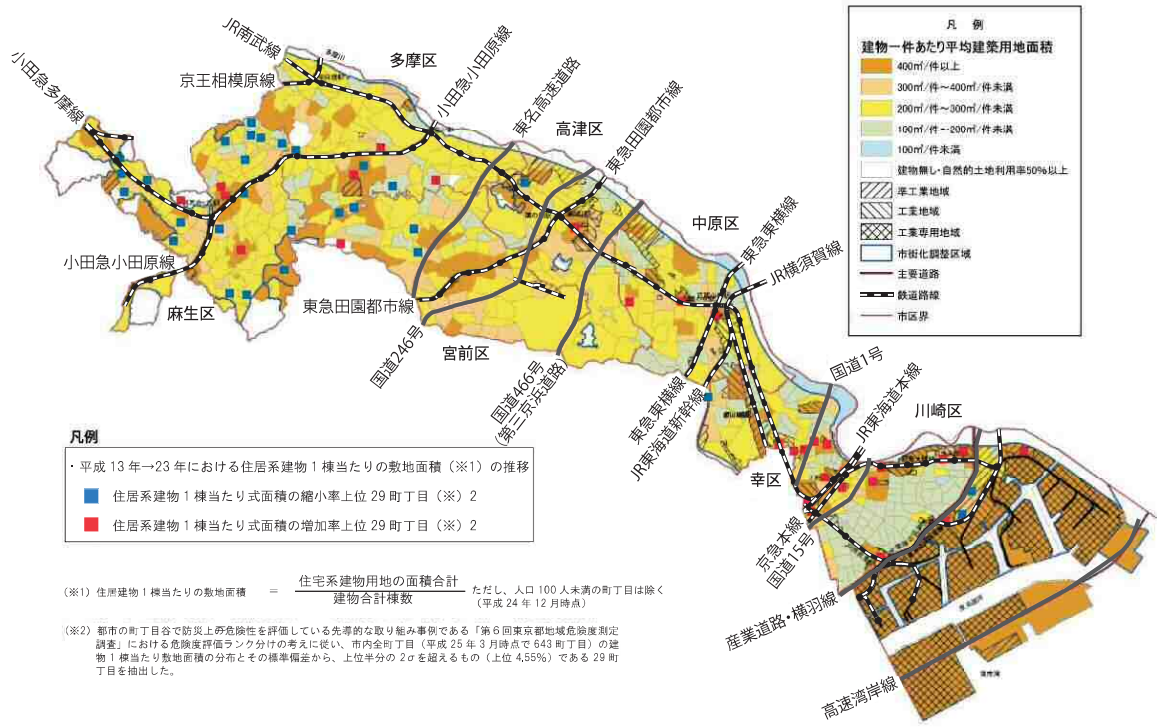 凡 例
建物一件あたり平均建築用地面積
400㎡/件以上
300㎡/件～400㎡/件未満
200㎡/件～300㎡/件未満
100㎡/件～200㎡/件未満
100㎡/件未満
建物無し・自然的土地利用率50%以上
準工業地域
工業地域
工業専用地域
市街化調整区域
主要道路
鉄道路線
市区界
JR南武線
多摩川
多摩区
小田急多摩線
京王相模原線
小田急小田原線
東名高速道路
高津区
東急田園都市線
中原区
東急東横線
JR横須賀線
小田急小田原線
麻生区
東急田園都市線
国道246号
宮前区
国道466号
(第三京浜道路)
東急東横線
JR東海道新幹線
国道1号
JR東海道本線
川崎区
幸区
京急本線
国道15号
産業道路・横羽線
高速湾岸線
凡例
・平成13年→23年における住居系建物1棟当たりの敷地面積（※1）の推移
住居系建物1棟当たり式面積の縮小率上位29町丁目（※）2
住居系建物1棟当たり式面積の増加率上位29町丁目（※）2
（※1）住居建物1棟当たりの敷地面積 ＝ 住宅系建物用地の面積合計
建物合計棟数
ただし、人口100人未満の町丁目は除く
（平成24年12月時点）
（※2）都市の町丁目谷で防災上の危険性を評価している先導的な取り組み事例である「第6回東京都地域危険度測定
調査」における危険度評価ランク分けの考えに従い、市内全町丁目（平成25年3月時点で643町丁目）の建
物1棟当たり敷地面積の分布とその標準偏差から、上位半分の2σを超えるもの（上位4,55%）である29町
丁目を抽出した。